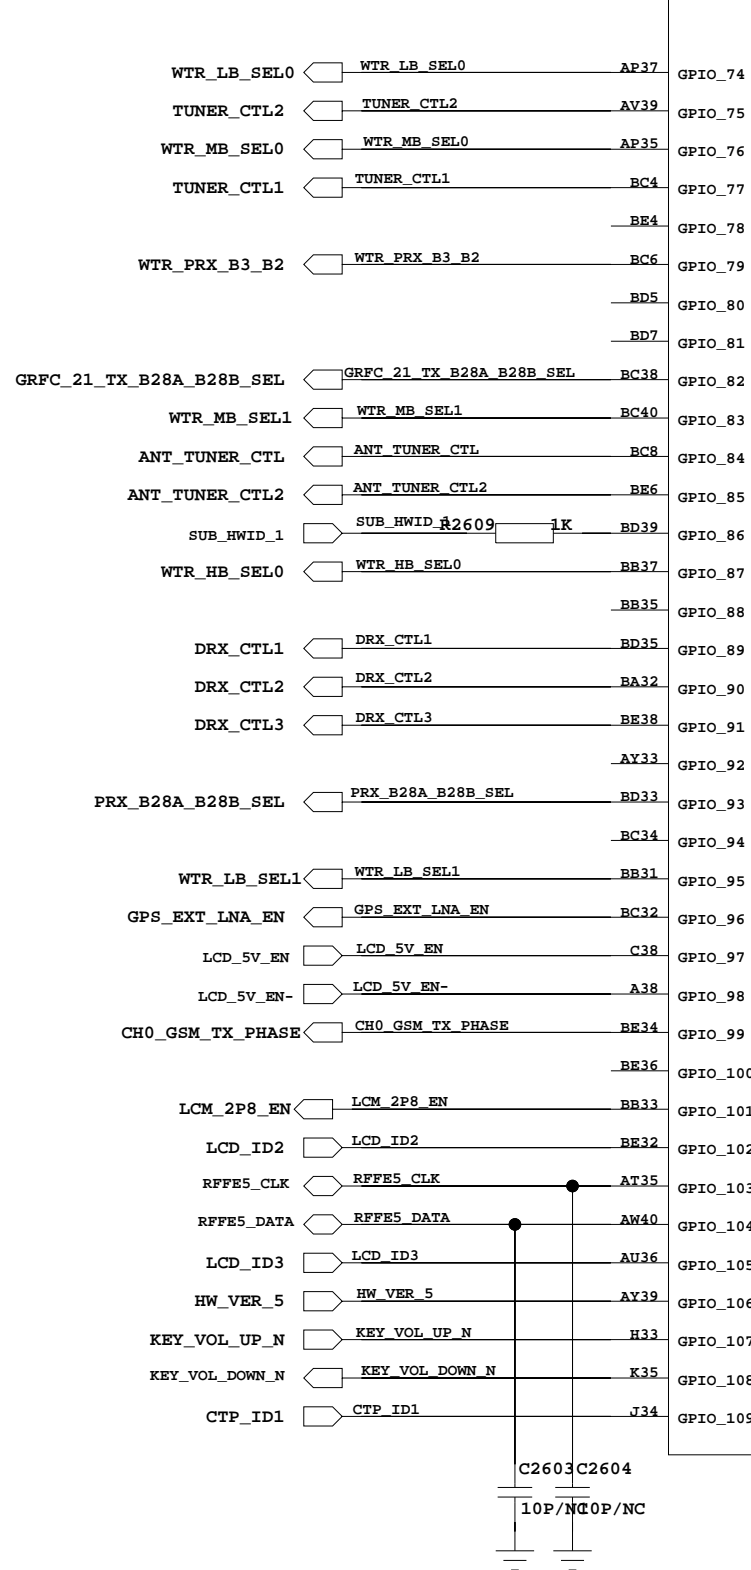 WTR_LB_SEL0 WTR_LB_SEL0 AP37 GPIO_74
TUNER_CTL2 TUNER_CTL2 AV39 GPIO_75
WTR_MB_SEL0 WTR_MB_SEL0 AP35 GPIO_76
TUNER_CTL1 TUNER_CTL1 BC4 GPIO_77
BE4 GPIO_78
WTR_PRX_B3_B2 WTR_PRX_B3_B2 BC6 GPIO_79
BD5 GPIO_80
BD7 GPIO_81
GRFC_21_TX_B28A_B28B_SEL GRFC_21_TX_B28A_B28B_SEL BC38 GPIO_82
WTR_MB_SEL1 WTR_MB_SEL1 BC40 GPIO_83
ANT_TUNER_CTL ANT_TUNER_CTL BC8 GPIO_84
ANT_TUNER_CTL2 ANT_TUNER_CTL2 BE6 GPIO_85
SUB_HWID_1 SUB_HWID_1 R2609 1K BD39 GPIO_86
WTR_HB_SEL0 WTR_HB_SEL0 BB37 GPIO_87
BB35 GPIO_88
DRX_CTL1 DRX_CTL1 BD35 GPIO_89
DRX_CTL2 DRX_CTL2 BA32 GPIO_90
DRX_CTL3 DRX_CTL3 BE38 GPIO_91
AY33 GPIO_92
PRX_B28A_B28B_SEL PRX_B28A_B28B_SEL BD33 GPIO_93
BC34 GPIO_94
WTR_LB_SEL1 WTR_LB_SEL1 BB31 GPIO_95
GPS_EXT_LNA_EN GPS_EXT_LNA_EN BC32 GPIO_96
LCD_5V_EN LCD_5V_EN C38 GPIO_97
LCD_5V_EN- LCD_5V_EN- A38 GPIO_98
CH0_GSM_TX_PHASE CH0_GSM_TX_PHASE BE34 GPIO_99
BE36 GPIO_100
LCM_2P8_EN LCM_2P8_EN BB33 GPIO_101
LCD_ID2 LCD_ID2 BE32 GPIO_102
RFFE5_CLK RFFE5_CLK AT35 GPIO_103
RFFE5_DATA RFFE5_DATA AW40 GPIO_104
LCD_ID3 LCD_ID3 AU36 GPIO_105
HW_VER_5 HW_VER_5 AY39 GPIO_106
KEY_VOL_UP_N KEY_VOL_UP_N H33 GPIO_107
KEY_VOL_DOWN_N KEY_VOL_DOWN_N K35 GPIO_108
CTP_ID1 CTP_ID1 J34 GPIO_109
C2603 C2604
10P/NC 10P/NC